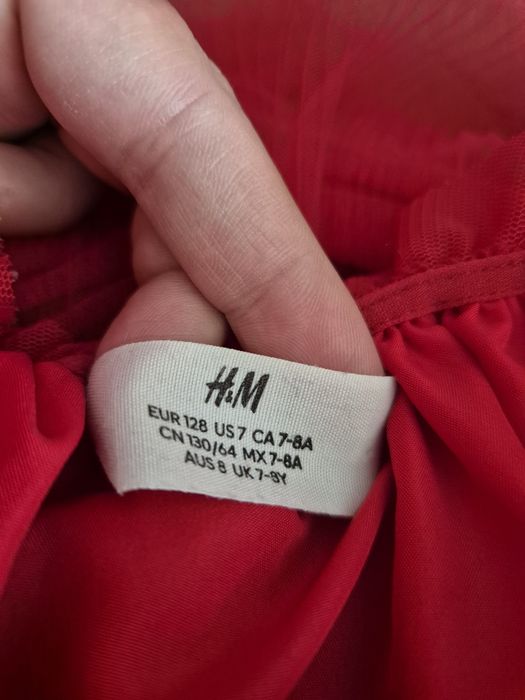 H&M
EUR 128 US 7 CA 7-8A
CN 130/64 MX 7-8A
AUS 8 UK 7-8Y